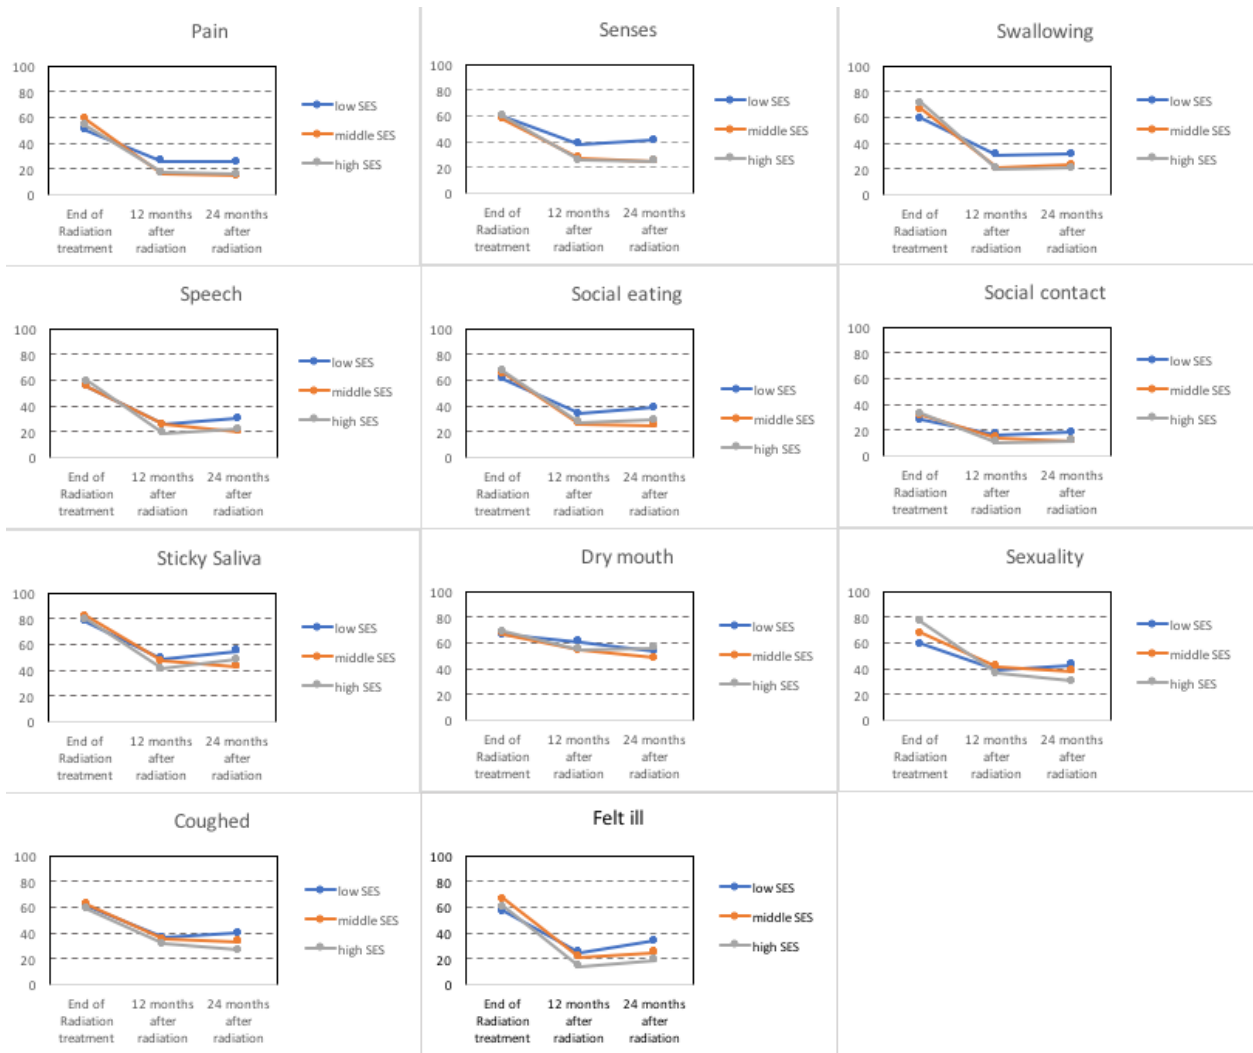 Pain
100
80
60
40
20
0
End of Radiation treatment
12 months after radiation
24 months after radiation
low SES
middle SES
high SES
Senses
100
80
60
40
20
0
End of Radiation treatment
12 months after radiation
24 months after radiation
low SES
middle SES
high SES
Swallowing
100
80
60
40
20
0
End of Radiation treatment
12 months after radiation
24 months after radiation
low SES
middle SES
high SES
Speech
100
80
60
40
20
0
End of Radiation treatment
12 months after radiation
24 months after radiation
low SES
middle SES
high SES
Social eating
100
80
60
40
20
0
End of Radiation treatment
12 months after radiation
24 months after radiation
low SES
middle SES
high SES
Social contact
100
80
60
40
20
0
End of Radiation treatment
12 months after radiation
24 months after radiation
low SES
middle SES
high SES
Sticky Saliva
100
80
60
40
20
0
End of Radiation treatment
12 months after radiation
24 months after radiation
low SES
middle SES
high SES
Dry mouth
100
80
60
40
20
0
End of Radiation treatment
12 months after radiation
24 months after radiation
low SES
middle SES
high SES
Sexuality
100
80
60
40
20
0
End of Radiation treatment
12 months after radiation
24 months after radiation
low SES
middle SES
high SES
Coughed
100
80
60
40
20
0
End of Radiation treatment
12 months after radiation
24 months after radiation
low SES
middle SES
high SES
Felt ill
100
80
60
40
20
0
End of Radiation treatment
12 months after radiation
24 months after radiation
low SES
middle SES
high SES